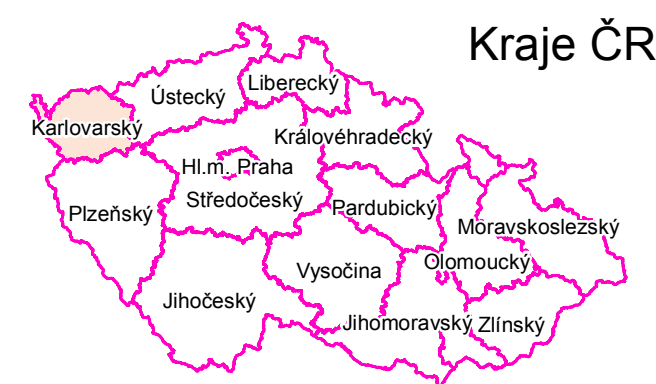 Kraje ČR
Liberecký
Ústecký
Karlovarský
Královéhradecký
Hl.m. Praha
Středočeský
Plzeňský
Pardubický
Moravskoslezský
Olomoucký
Vysočina
Jihočeský
Jihomoravský
Zlínský